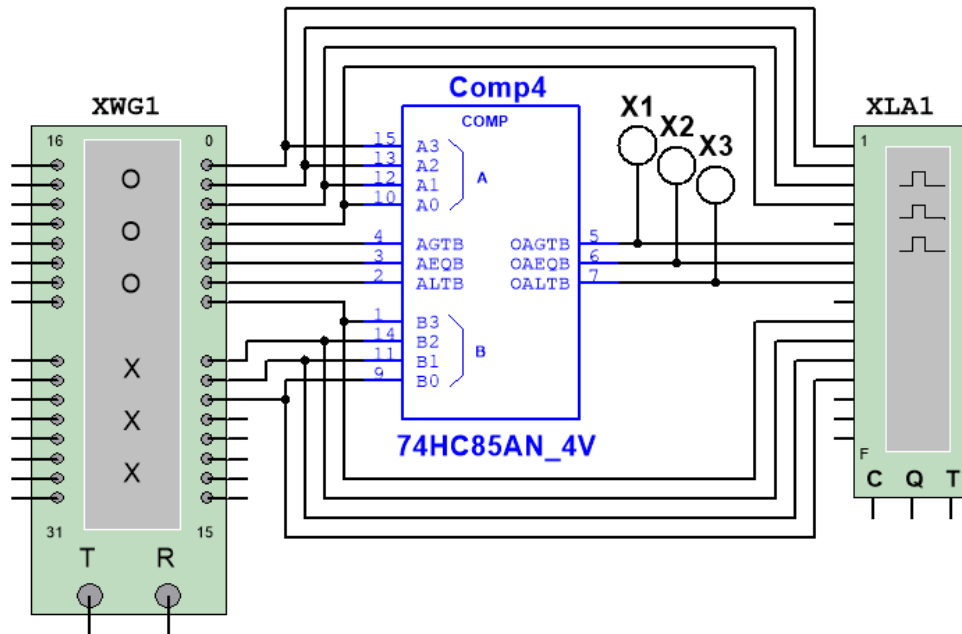 Comp4
XWG1
XLA1
COMP
X1
X2
X3
16 0
1
15 A3
13 A2
12 A1
10 A0
A
O
O
O
4 AGTB OAGTB 5
3 AEQB OAEQB 6
2 ALTB OALTB 7
1 B3
14 B2
11 B1
9 B0
B
X
X
X
74HC85AN_4V
F
C Q T
31 15
T R